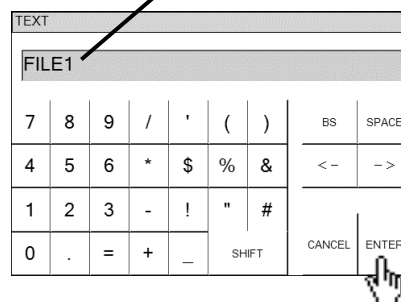 TEXT
FILE1
7 8 9 / ' ( ) BS SPACE
4 5 6 * $ % & <- ->
1 2 3 - ! " #
0 . = + _ SHIFT CANCEL ENTER